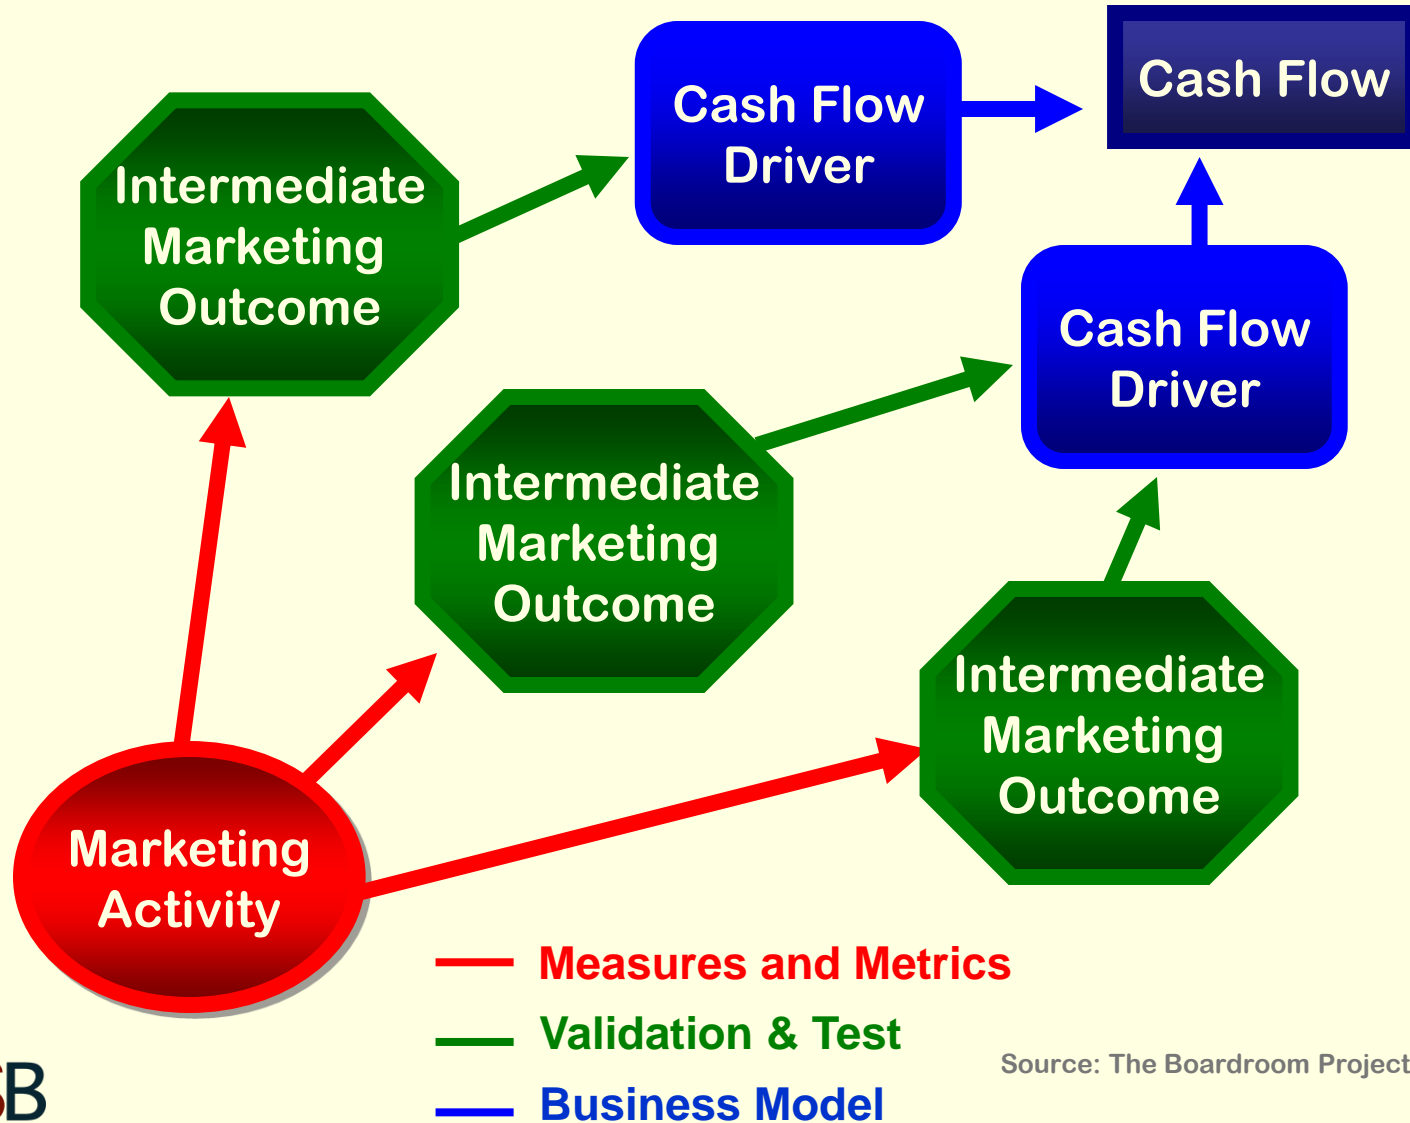 Cash Flow
Driver
Cash Flow
Intermediate
Marketing
Outcome
Cash Flow
Driver
Intermediate
Marketing
Outcome
Intermediate
Marketing
Outcome
Marketing
Activity
Measures and Metrics
Validation & Test
Source: The Boardroom Project
B
Business Model